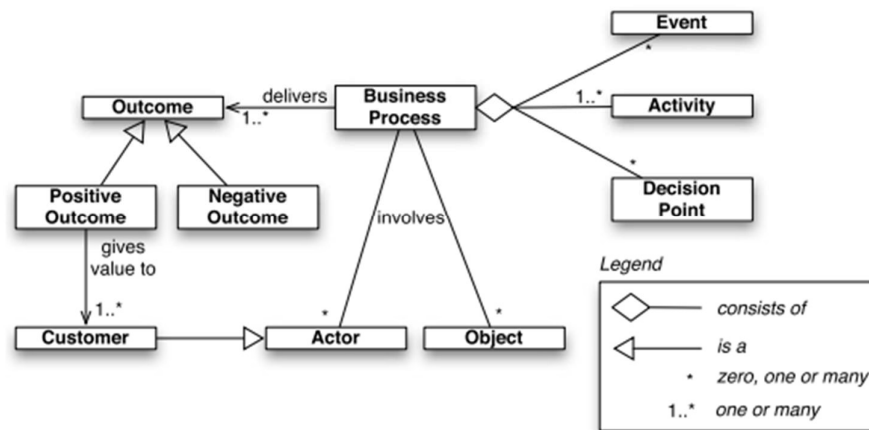 Event
*
delivers
Business
Process
1..*
Activity
Outcome
1..*
*
Decision
Point
Positive
Outcome
Negative
Outcome
involves
gives
value to
1..*
*
*
Customer
Actor
Object
Legend
consists of
is a
* zero, one or many
1..* one or many